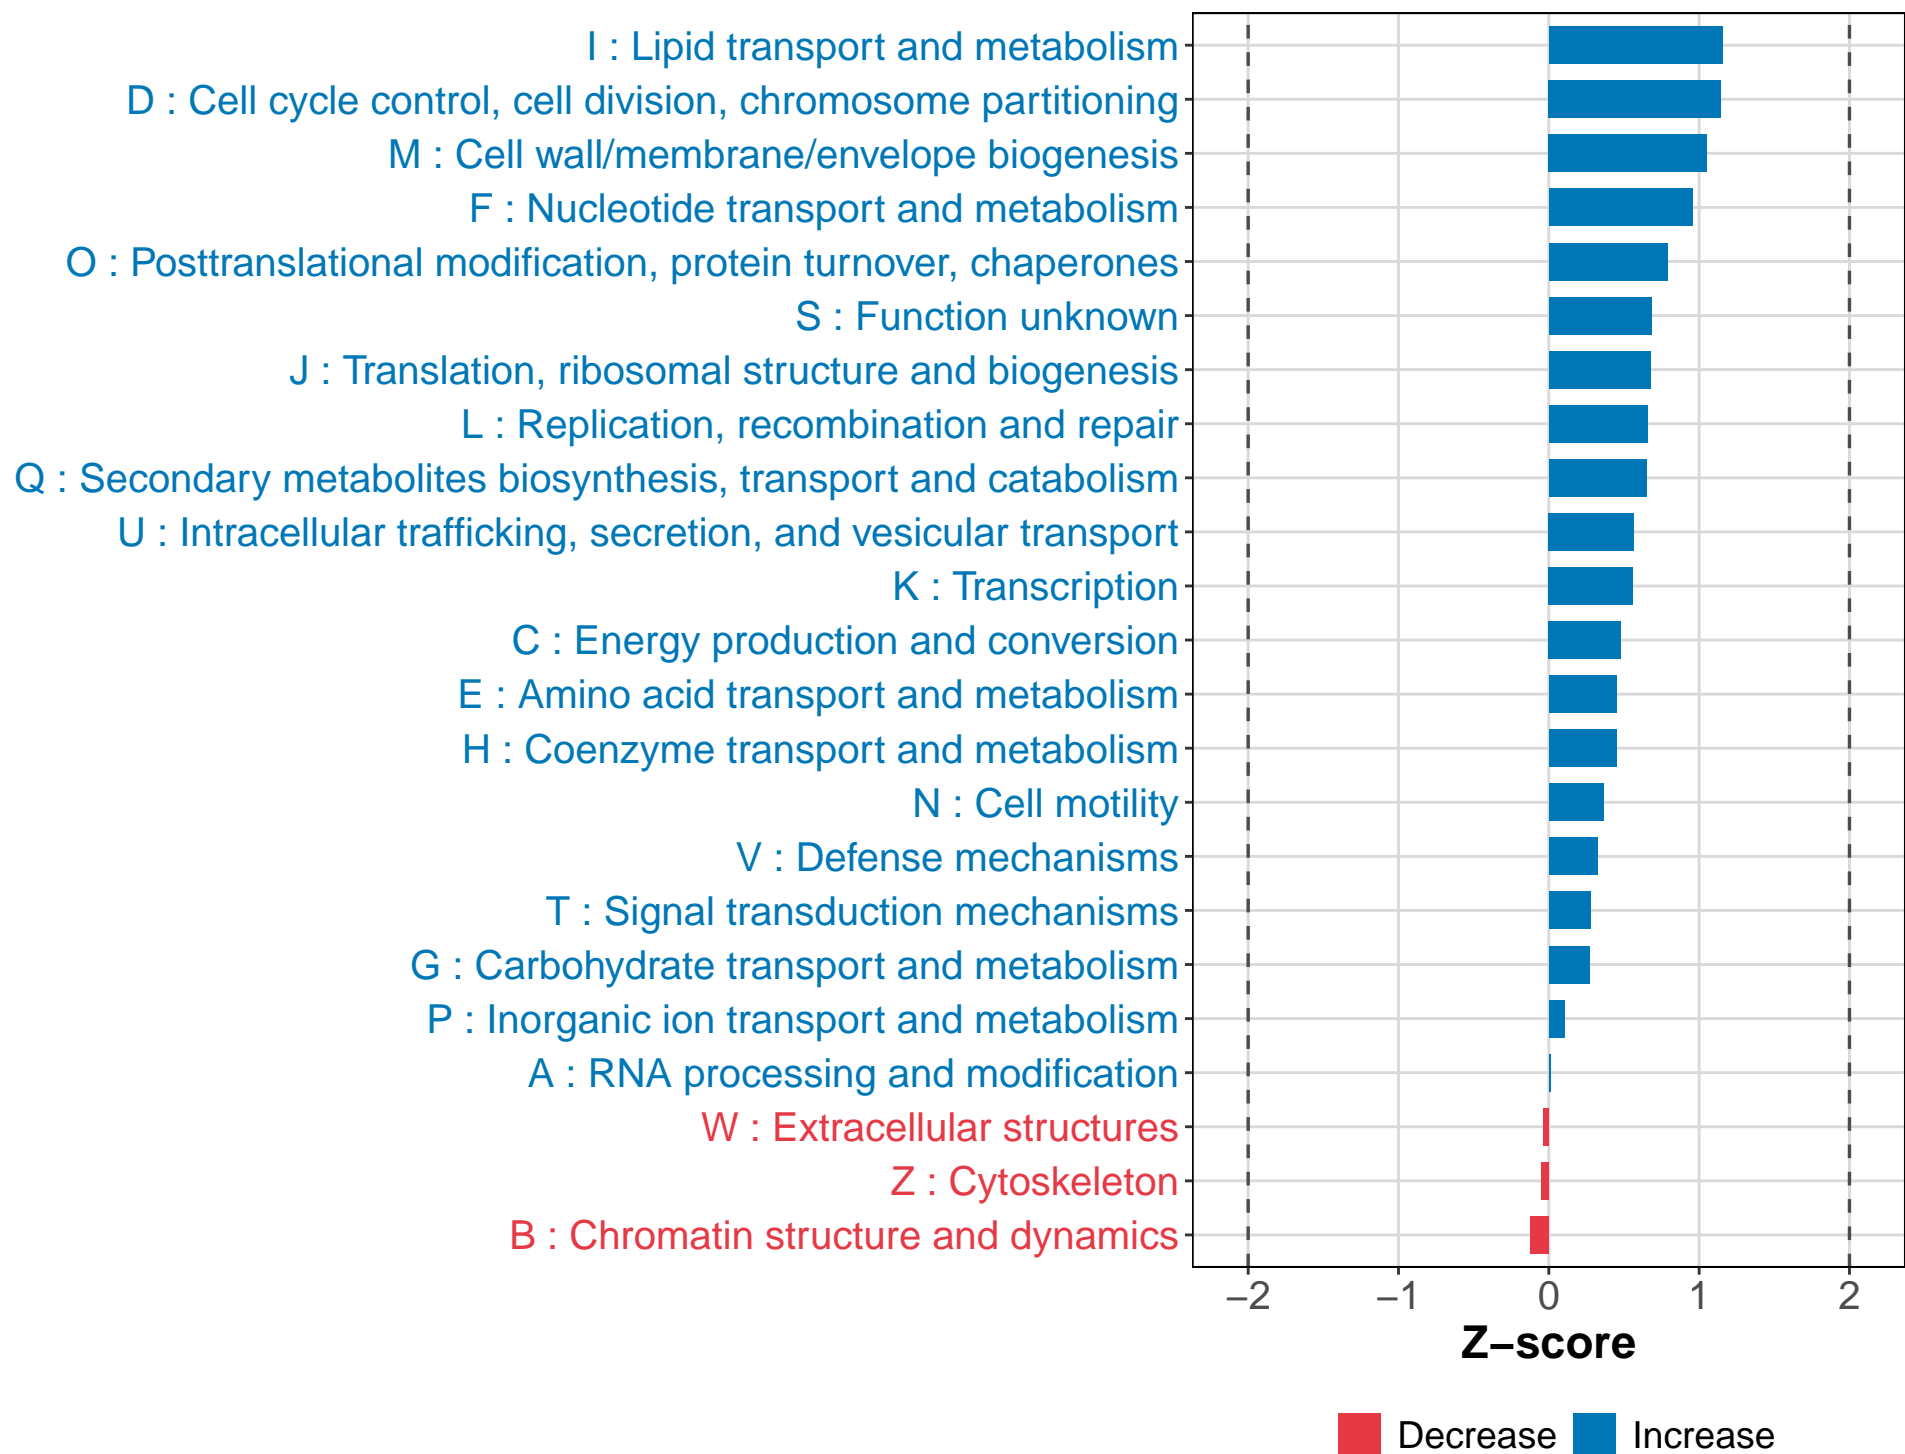 I : Lipid transport and metabolism
D : Cell cycle control, cell division, chromosome partitioning
M : Cell wall/membrane/envelope biogenesis
F : Nucleotide transport and metabolism
O : Posttranslational modification, protein turnover, chaperones
S : Function unknown
J : Translation, ribosomal structure and biogenesis
L : Replication, recombination and repair
Q : Secondary metabolites biosynthesis, transport and catabolism
U : Intracellular trafficking, secretion, and vesicular transport
K : Transcription
C : Energy production and conversion
E : Amino acid transport and metabolism
H : Coenzyme transport and metabolism
N : Cell motility
V : Defense mechanisms
T : Signal transduction mechanisms
G : Carbohydrate transport and metabolism
P : Inorganic ion transport and metabolism
A : RNA processing and modification
W : Extracellular structures
Z : Cytoskeleton
B : Chromatin structure and dynamics
−2 −1 0 1 2
Z−score
Decrease Increase